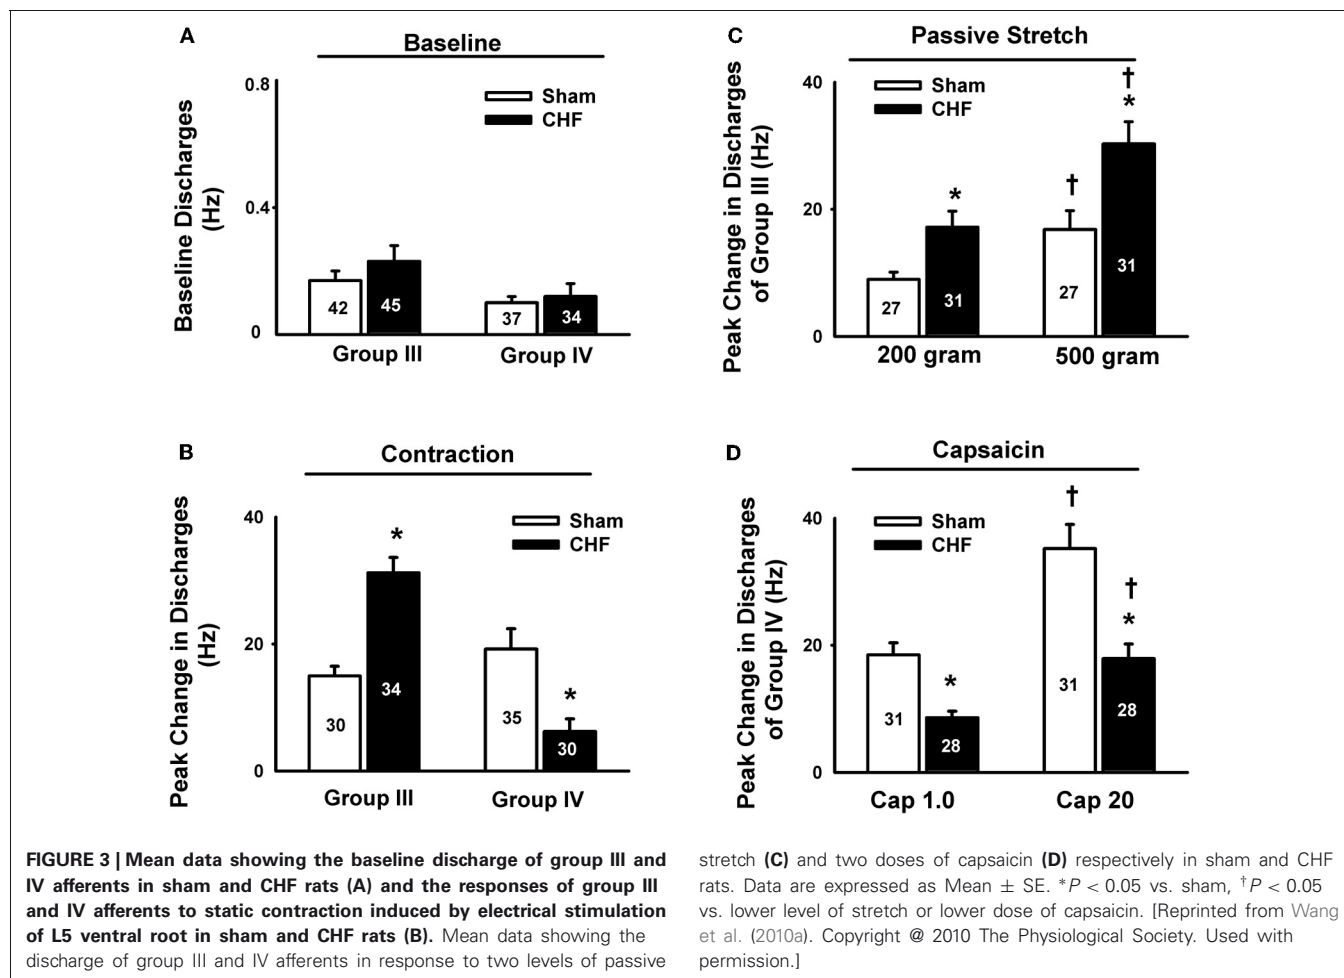 A
Baseline
Sham
CHF
Baseline Discharges
(Hz)
0.8
0.4
0
42
45
37
34
Group III
Group IV
B
Contraction
Sham
CHF
Peak Change in Discharges
(Hz)
40
20
0
*
*
30
34
35
30
Group III
Group IV
C
Passive Stretch
Sham
CHF
Peak Change in Discharges
of Group III (Hz)
40
20
0
*
†
†
*
27
31
27
31
200 gram
500 gram
D
Capsaicin
Sham
CHF
Peak Change in Discharges
of Group IV (Hz)
40
20
0
*
†
†
*
31
28
31
28
Cap 1.0
Cap 20
FIGURE 3 | Mean data showing the baseline discharge of group III and
IV afferents in sham and CHF rats (A) and the responses of group III
and IV afferents to static contraction induced by electrical stimulation
of L5 ventral root in sham and CHF rats (B). Mean data showing the
discharge of group III and IV afferents in response to two levels of passive
stretch (C) and two doses of capsaicin (D) respectively in sham and CHF
rats. Data are expressed as Mean ± SE. *P < 0.05 vs. sham, †P < 0.05
vs. lower level of stretch or lower dose of capsaicin. [Reprinted from Wang
et al. (2010a). Copyright @ 2010 The Physiological Society. Used with
permission.]